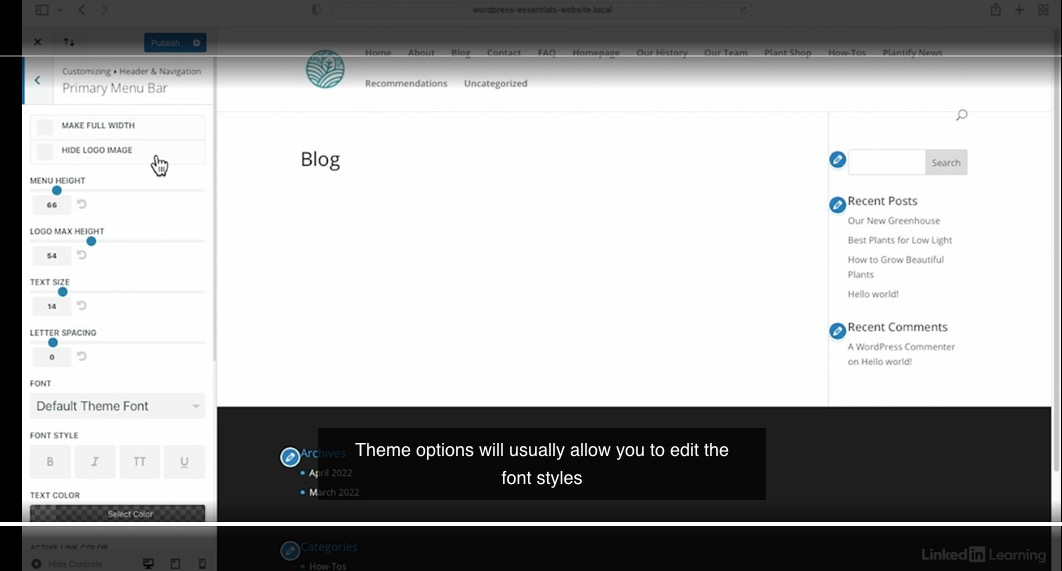 wordpress-essentials-website.local
Publish
Customizing ▸ Header & Navigation
Primary Menu Bar
MAKE FULL WIDTH
HIDE LOGO IMAGE
MENU HEIGHT
66
LOGO MAX HEIGHT
54
TEXT SIZE
14
LETTER SPACING
0
FONT
Default Theme Font
FONT STYLE
B I TT U
TEXT COLOR
Select Color
ACTIVE LINK COLOR
Hide Controls
Home About Blog Contact FAQ Homepage Our History Our Team Plant Shop How-Tos Plantify News
Recommendations Uncategorized
Blog
Search
Recent Posts
Our New Greenhouse
Best Plants for Low Light
How to Grow Beautiful
Plants
Hello world!
Recent Comments
A WordPress Commenter
on Hello world!
Archives
April 2022
March 2022
Theme options will usually allow you to edit the
font styles
Categories
How-Tos
LinkedIn Learning